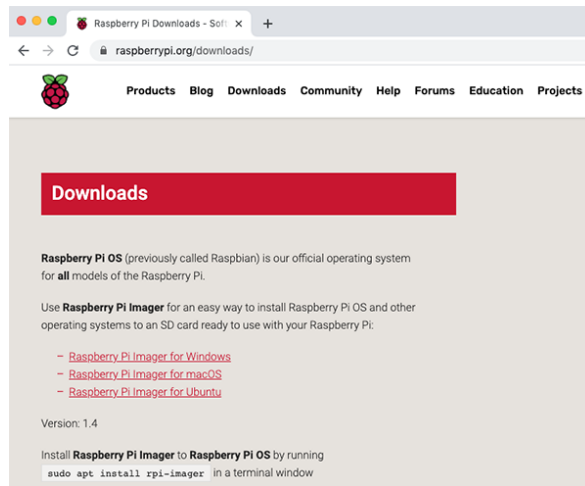 Raspberry Pi Downloads - Soft
raspberrypi.org/downloads/
Products Blog Downloads Community Help Forums Education Projects
Downloads
Raspberry Pi OS (previously called Raspbian) is our official operating system
for all models of the Raspberry Pi.
Use Raspberry Pi Imager for an easy way to install Raspberry Pi OS and other
operating systems to an SD card ready to use with your Raspberry Pi:
– Raspberry Pi Imager for Windows
– Raspberry Pi Imager for macOS
– Raspberry Pi Imager for Ubuntu
Version: 1.4
Install Raspberry Pi Imager to Raspberry Pi OS by running
sudo apt install rpi-imager in a terminal window